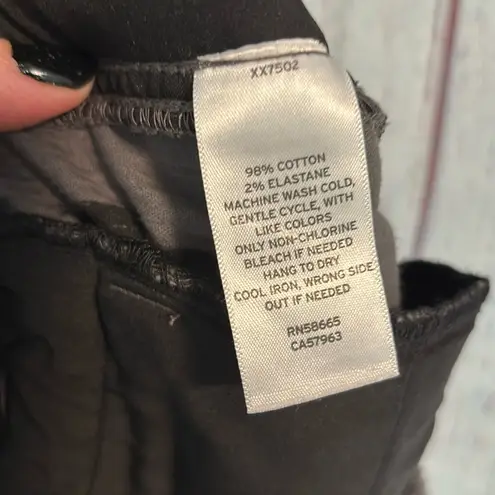 XX7502
98% COTTON
2% ELASTANE
MACHINE WASH COLD,
GENTLE CYCLE, WITH
LIKE COLORS
ONLY NON-CHLORINE
BLEACH IF NEEDED
HANG TO DRY
COOL IRON, WRONG SIDE
OUT IF NEEDED
RN58665
CA57963